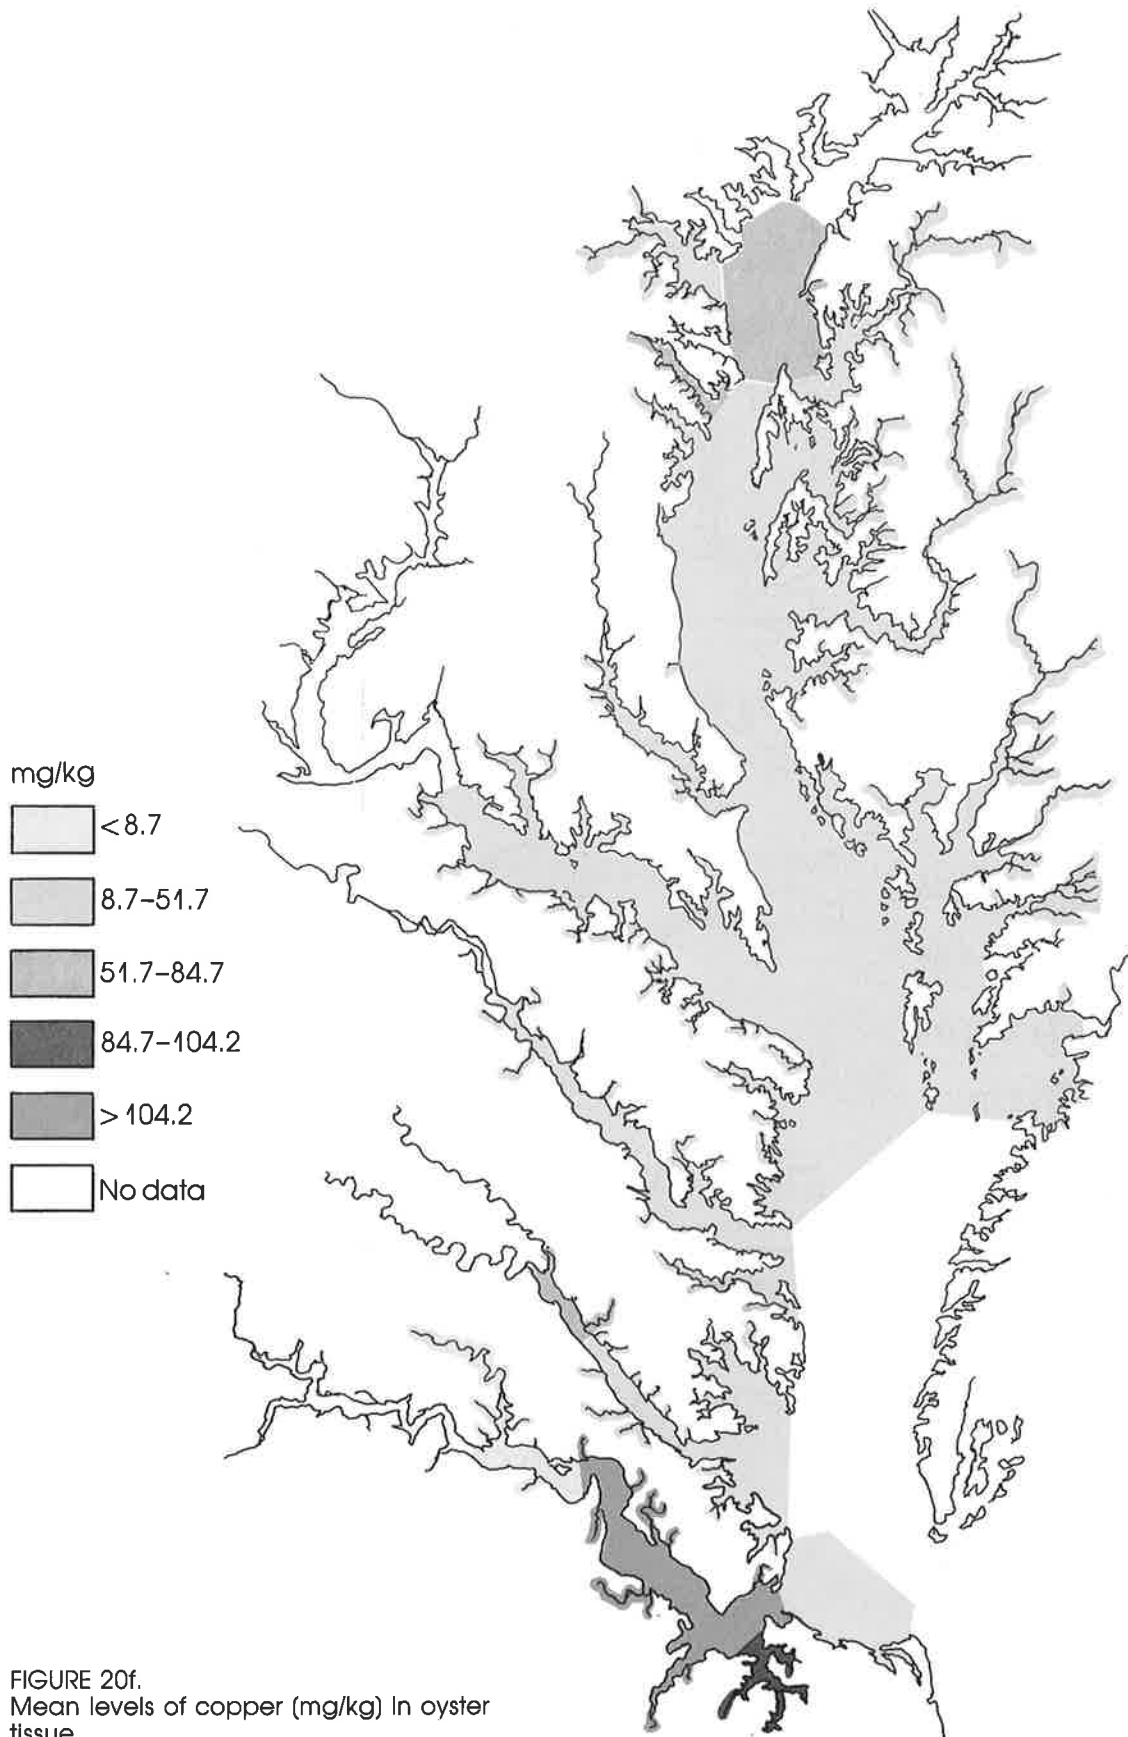 mg/kg
<8.7
8.7–51.7
51.7–84.7
84.7–104.2
>104.2
No data
FIGURE 20f.
Mean levels of copper (mg/kg) in oyster
tissue